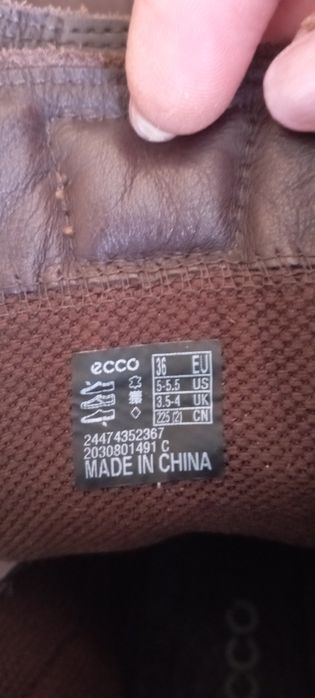 ecco
36 EU
5-5.5 US
3.5-4 UK
225 (2) CN
24474352367
2030801491 C
MADE IN CHINA
ecco